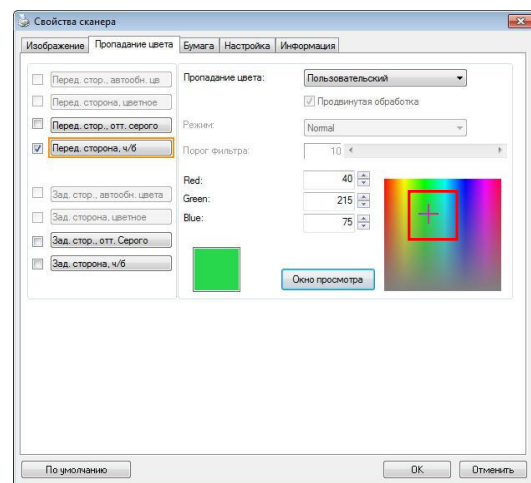 Свойства сканера
Изображение Пропадание цвета Бумага Настройка Информация
Перед. стор., автообн. цв
Перед. сторона, цветное
Перед. стор., отт. серого
Перед. сторона, ч/б
Зад. стор., автообн. цвета
Зад. сторона, цветное
Зад. стор., отт. Серого
Зад. сторона, ч/б
Пропадание цвета: Пользовательский
Продвинутая обработка
Режим: Normal
Порог Фильтра: 10
Red: 40
Green: 215
Blue: 75
Окно просмотра
По умолчанию OK Отменить